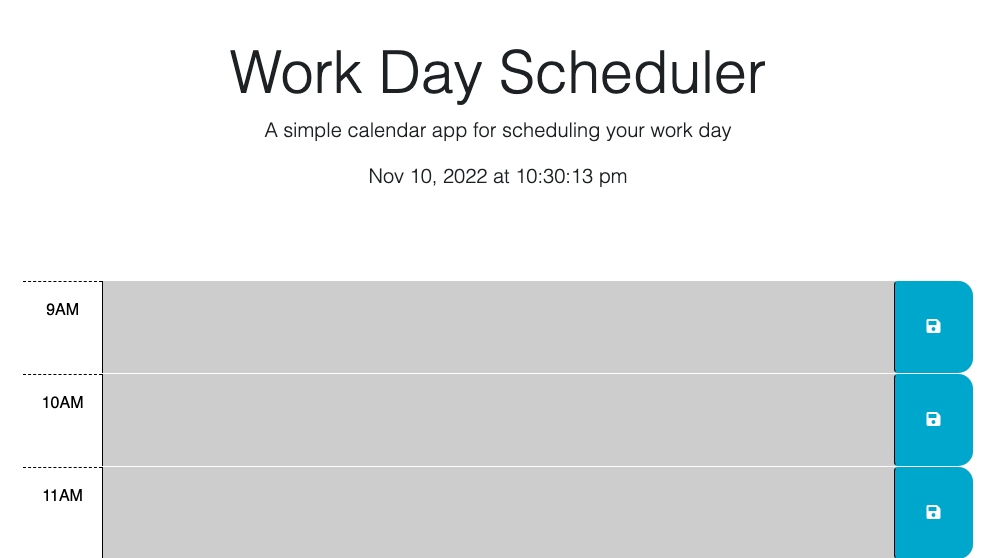 Work Day Scheduler
A simple calendar app for scheduling your work day
Nov 10, 2022 at 10:30:13 pm
9AM
10AM
11AM